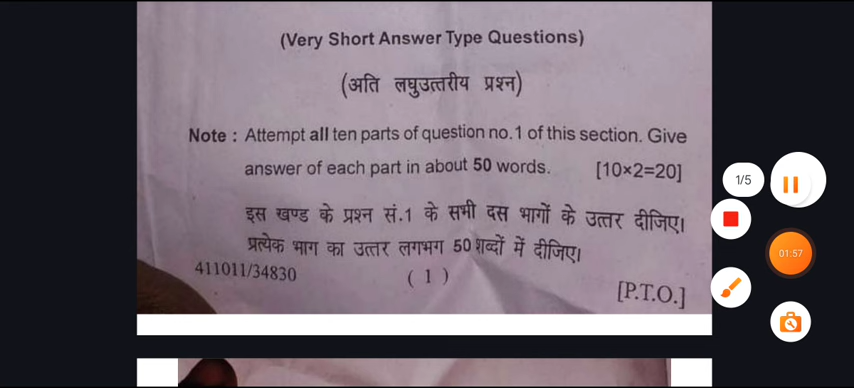 (Very Short Answer Type Questions)
(अति लघुउत्तरीय प्रश्न)
Note : Attempt all ten parts of question no.1 of this section. Give
answer of each part in about 50 words. [10×2=20]
इस खण्ड के प्रश्न सं.1 के सभी दस भागों के उत्तर दीजिए।
प्रत्येक भाग का उत्तर लगभग 50 शब्दों में दीजिए।
411011/34830
( 1 )
[P.T.O.]
1/5
01:57